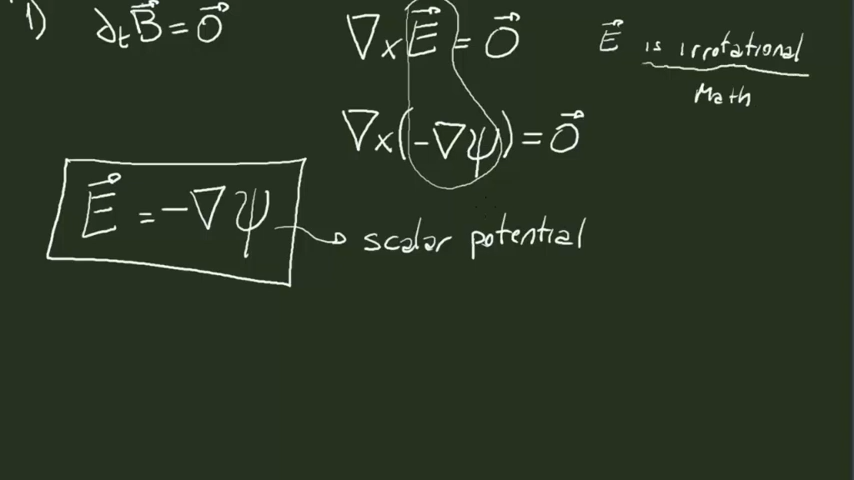 1) ∂ₜB⃗ = 0⃗ ∇×E⃗ = 0⃗ E⃗ is irrotational
Math
∇×(-∇ψ) = 0⃗
E⃗ = -∇ψ → scalar potential